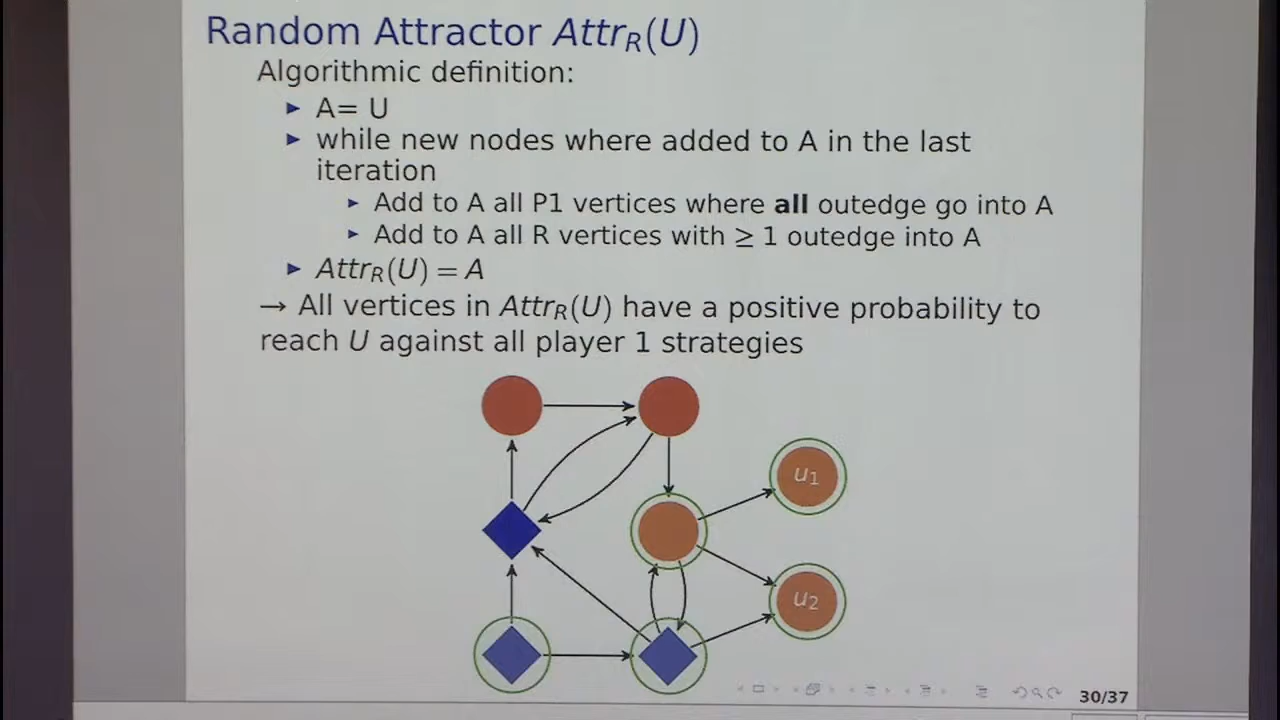 Random Attractor Attr_R(U)
Algorithmic definition:
A= U
while new nodes where added to A in the last
iteration
Add to A all P1 vertices where all outedge go into A
Add to A all R vertices with ≥ 1 outedge into A
Attr_R(U) = A
→ All vertices in Attr_R(U) have a positive probability to
reach U against all player 1 strategies
u₁
u₂
30/37